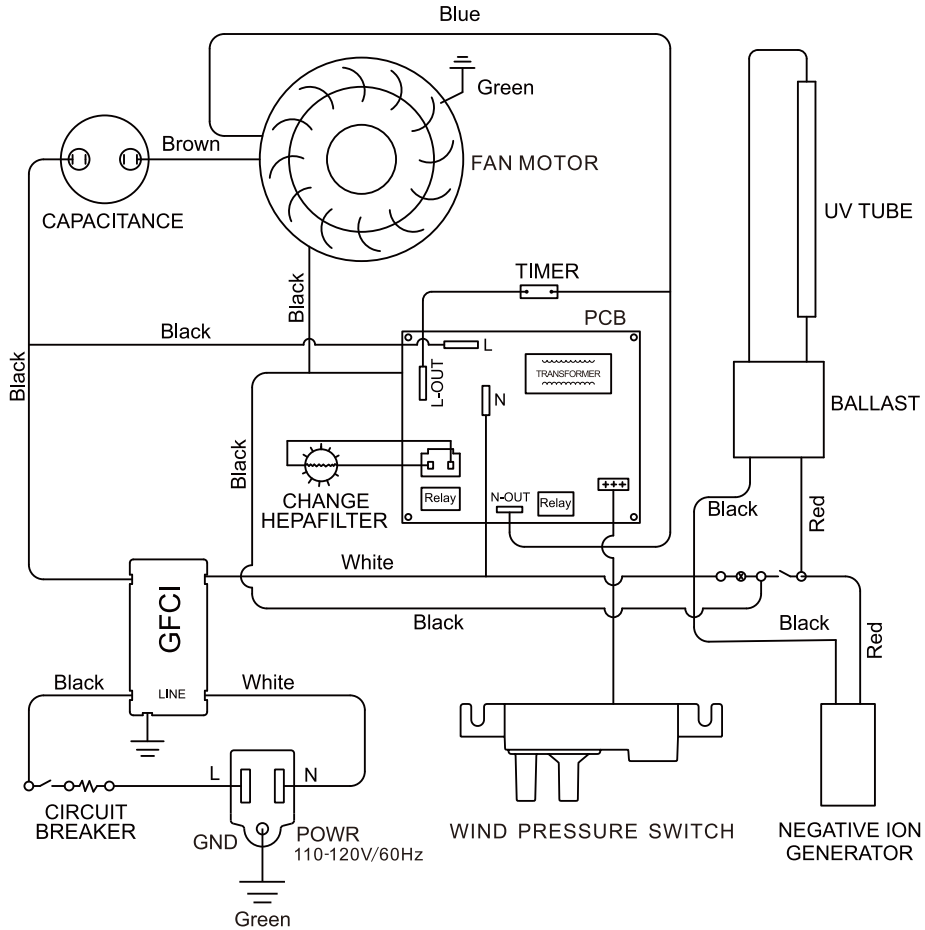 Blue
Green
Brown
FAN MOTOR
CAPACITANCE
UV TUBE
TIMER
Black
PCB
Black
L
TRANSFORMER
L-OUT
Black
N
BALLAST
Black
CHANGE
HEPAFILTER
Relay
N-OUT
Relay
+++
Black
Red
White
GFCI
Black
Black
Red
Black
LINE
White
L
N
CIRCUIT
BREAKER
GND
POWR
110-120V/60Hz
Green
WIND PRESSURE SWITCH
NEGATIVE ION
GENERATOR